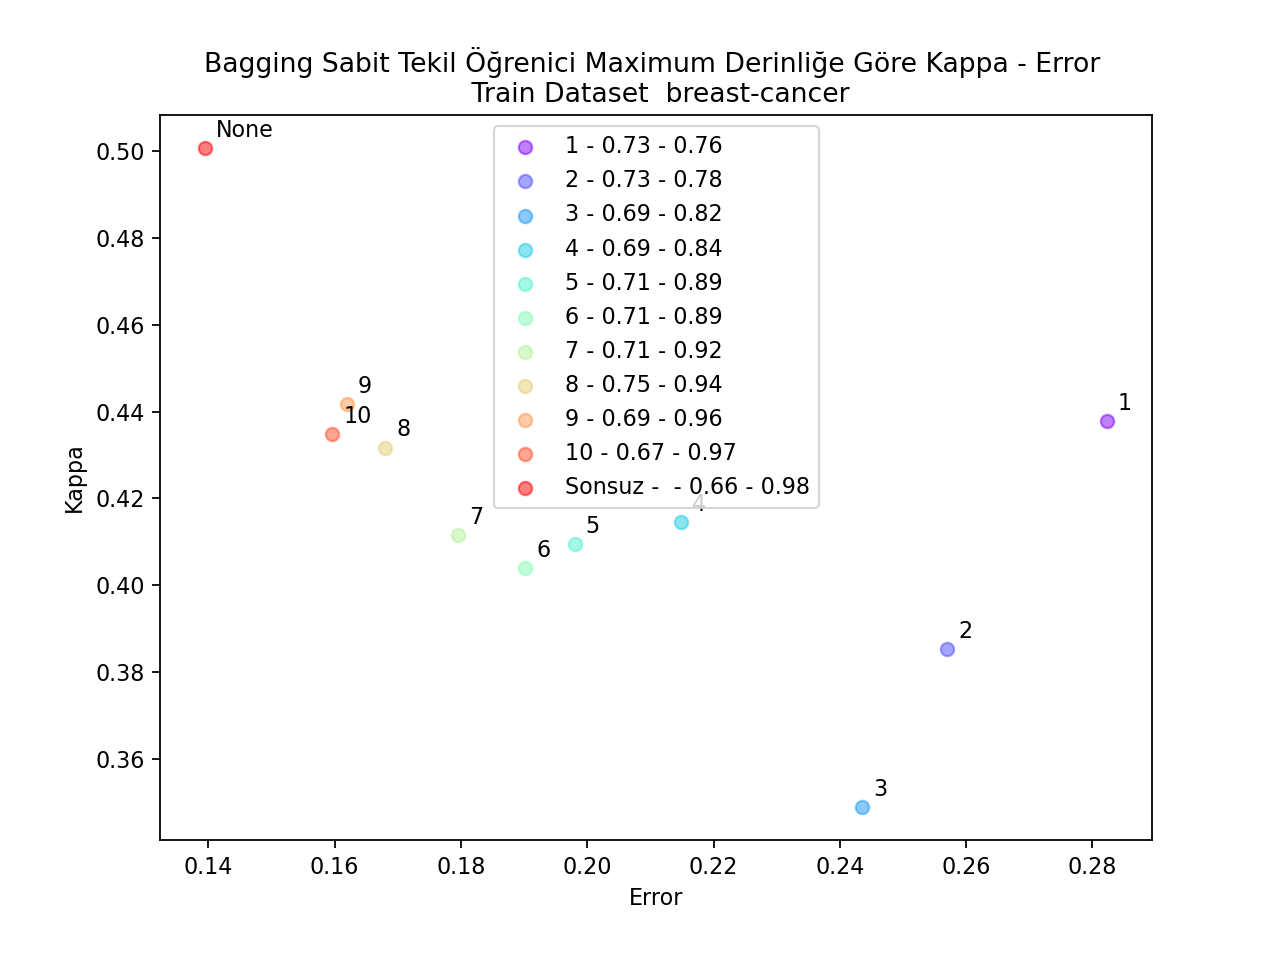 Bagging Sabit Tekil Öğrenici Maximum Derinliğe Göre Kappa - Error
Train Dataset  breast-cancer
None
1 - 0.73 - 0.76
2 - 0.73 - 0.78
3 - 0.69 - 0.82
4 - 0.69 - 0.84
5 - 0.71 - 0.89
6 - 0.71 - 0.89
7 - 0.71 - 0.92
8 - 0.75 - 0.94
9 - 0.69 - 0.96
10 - 0.67 - 0.97
Sonsuz -  - 0.66 - 0.98
9
10
8
1
7
4
5
6
2
3
0.50
0.48
0.46
0.44
0.42
0.40
0.38
0.36
Kappa
0.14 0.16 0.18 0.20 0.22 0.24 0.26 0.28
Error